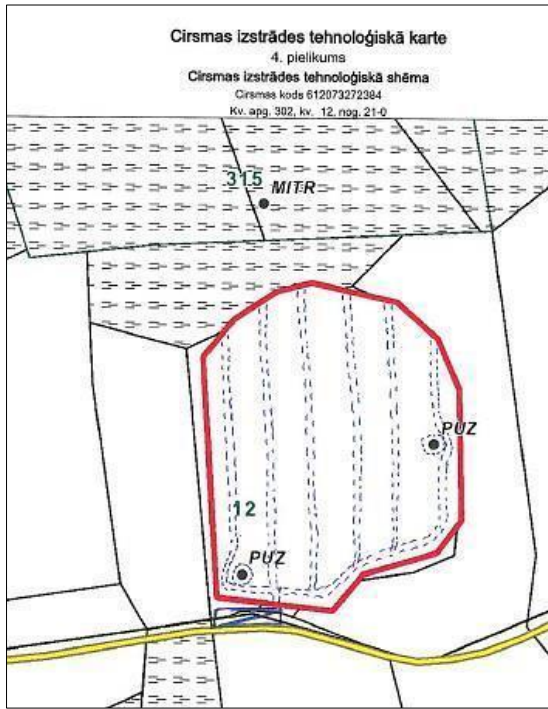 Cirsmas izstrādes tehnoloģiskā karte
4. pielikums
Cirsmas izstrādes tehnoloģiskā shēma
Cirsmas kods 612073272384
Kv. apg. 302, kv. 12, nog. 21-0
315
MITR
PUZ
12
PUZ